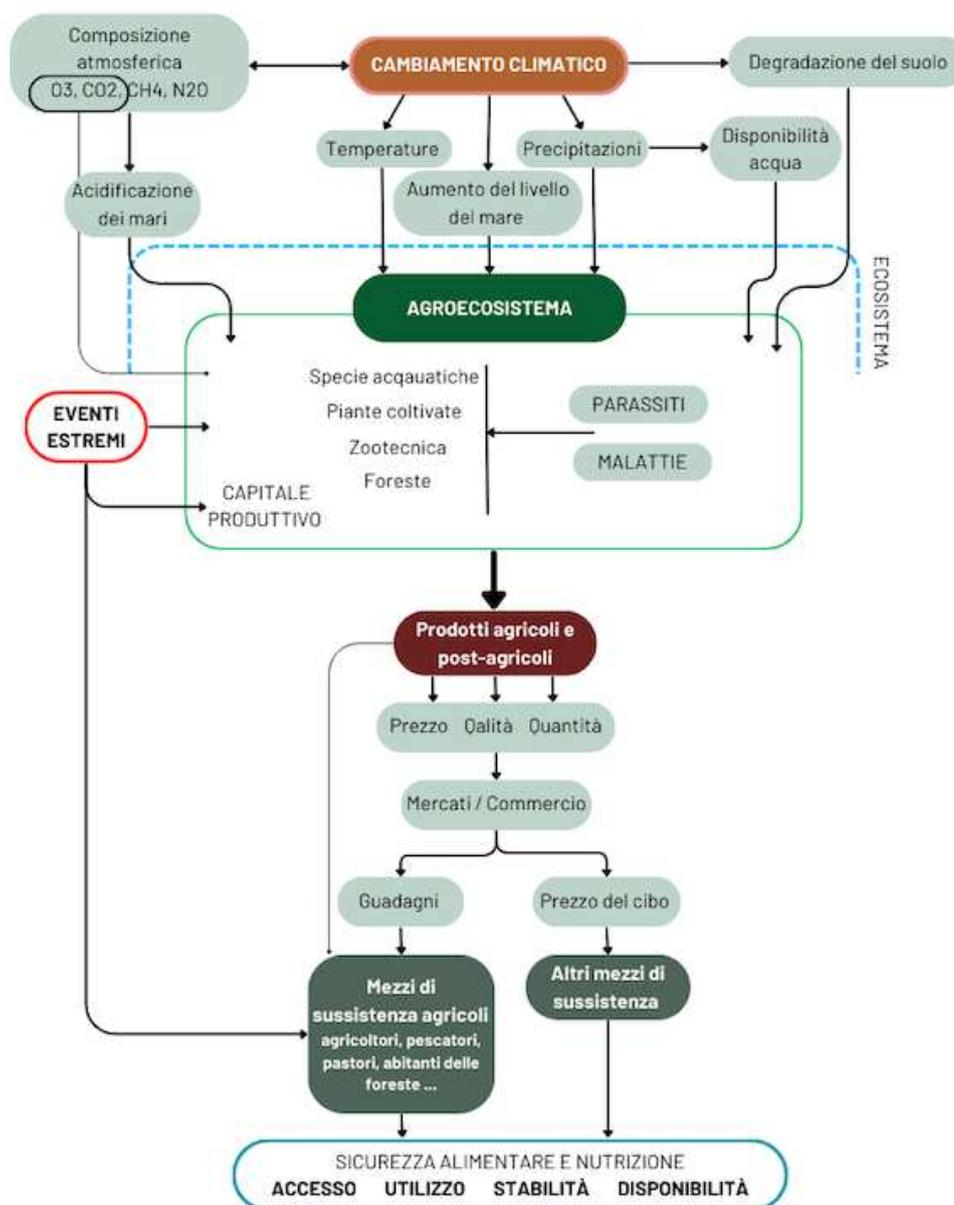 Composizione
atmosferica
O3, CO2, CH4, N2O
CAMBIAMENTO CLIMATICO
Degradazione del suolo
Temperature
Precipitazioni
Disponibilità
acqua
Acidificazione
dei mari
Aumento del livello
del mare
ECOSISTEMA
AGROECOSISTEMA
Specie acqauatiche
Piante coltivate
Zootecnica
Foreste
PARASSITI
MALATTIE
EVENTI
ESTREMI
CAPITALE
PRODUTTIVO
Prodotti agricoli e
post-agricoli
Prezzo Qalità Quantità
Mercati / Commercio
Guadagni
Prezzo del cibo
Mezzi di
sussistenza agricoli
agricoltori, pescatori,
pastori, abitanti delle
foreste ...
Altri mezzi di
sussistenza
SICUREZZA ALIMENTARE E NUTRIZIONE
ACCESSO UTILIZZO STABILITÀ DISPONIBILITÀ